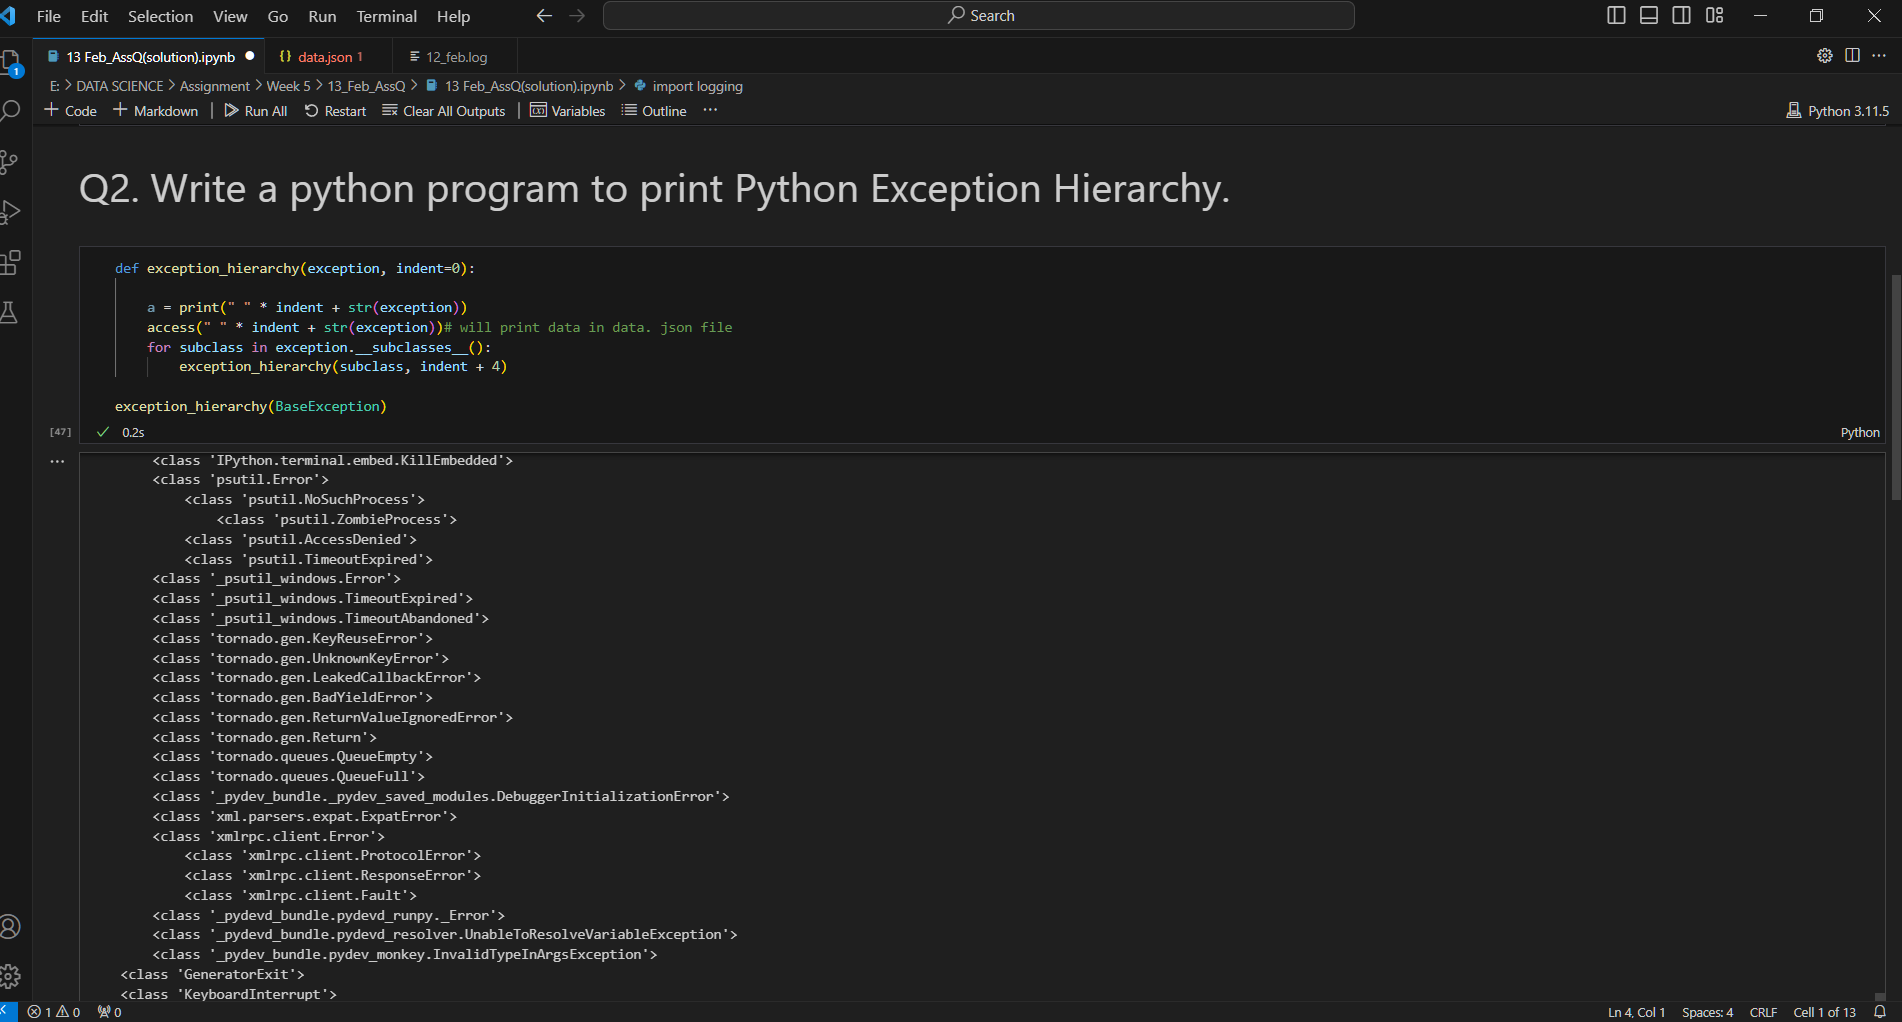 File Edit Selection View Go Run Terminal Help Search
13 Feb_AssQ(solution).ipynb data.json 1 12_feb.log
E: > DATA SCIENCE > Assignment > Week 5 > 13_Feb_AssQ > 13 Feb_AssQ(solution).ipynb > import logging
+ Code + Markdown | Run All Restart Clear All Outputs | Variables Outline ... Python 3.11.5
1
Q2. Write a python program to print Python Exception Hierarchy.
def exception_hierarchy(exception, indent=0):
a = print(" " * indent + str(exception))
access(" " * indent + str(exception))# will print data in data. json file
for subclass in exception.__subclasses__():
exception_hierarchy(subclass, indent + 4)
exception_hierarchy(BaseException)
[47] 0.2s Python
... <class 'IPython.terminal.embed.KillEmbedded'>
<class 'psutil.Error'>
<class 'psutil.NoSuchProcess'>
<class 'psutil.ZombieProcess'>
<class 'psutil.AccessDenied'>
<class 'psutil.TimeoutExpired'>
<class '_psutil_windows.Error'>
<class '_psutil_windows.TimeoutExpired'>
<class '_psutil_windows.TimeoutAbandoned'>
<class 'tornado.gen.KeyReuseError'>
<class 'tornado.gen.UnknownKeyError'>
<class 'tornado.gen.LeakedCallbackError'>
<class 'tornado.gen.BadYieldError'>
<class 'tornado.gen.ReturnValueIgnoredError'>
<class 'tornado.gen.Return'>
<class 'tornado.queues.QueueEmpty'>
<class 'tornado.queues.QueueFull'>
<class '_pydev_bundle._pydev_saved_modules.DebuggerInitializationError'>
<class 'xml.parsers.expat.ExpatError'>
<class 'xmlrpc.client.Error'>
<class 'xmlrpc.client.ProtocolError'>
<class 'xmlrpc.client.ResponseError'>
<class 'xmlrpc.client.Fault'>
<class '_pydevd_bundle.pydevd_runpy._Error'>
<class '_pydevd_bundle.pydevd_resolver.UnableToResolveVariableException'>
<class '_pydev_bundle.pydev_monkey.InvalidTypeInArgsException'>
<class 'GeneratorExit'>
<class 'KeyboardInterrupt'>
1 0 0 Ln 4, Col 1 Spaces: 4 CRLF Cell 1 of 13